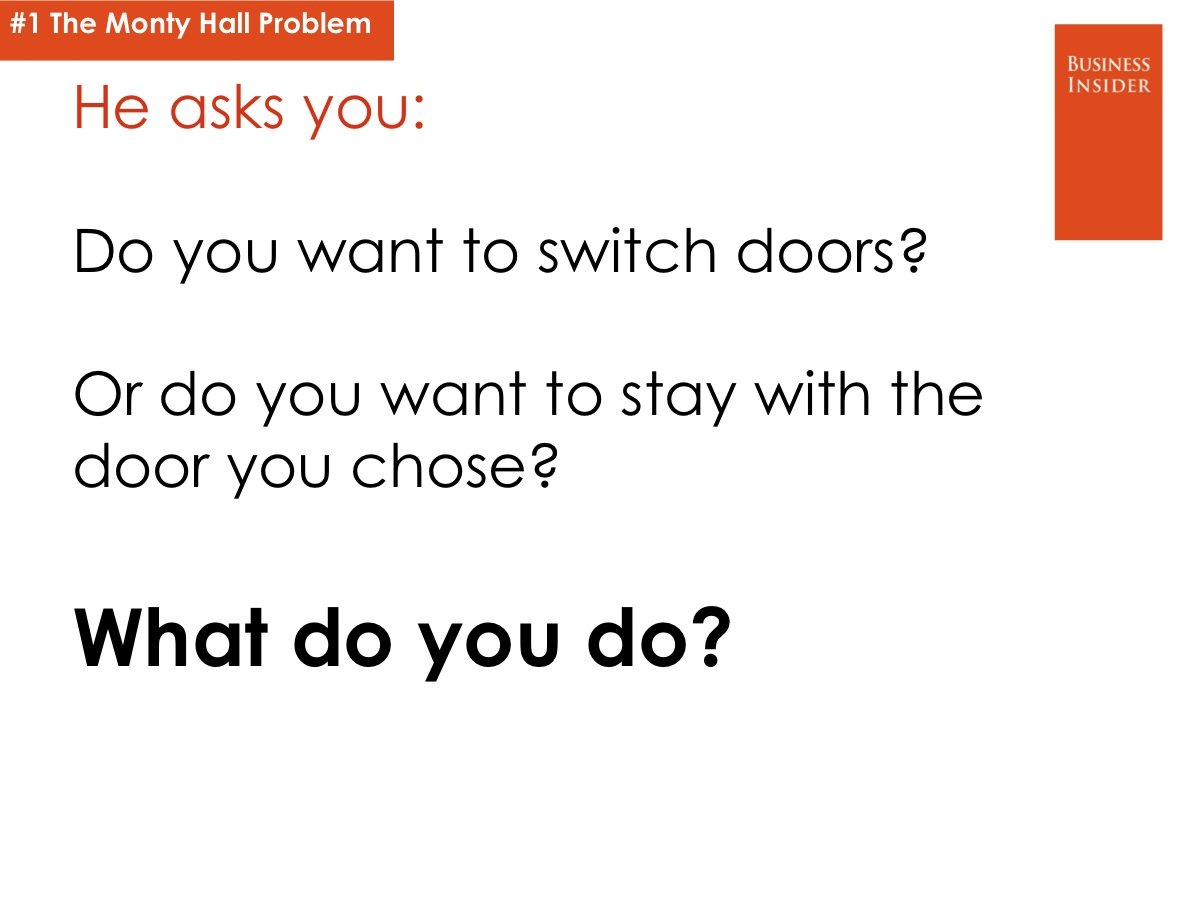 #1 The Monty Hall Problem
BUSINESS
INSIDER
He asks you:
Do you want to switch doors?
Or do you want to stay with the
door you chose?
What do you do?